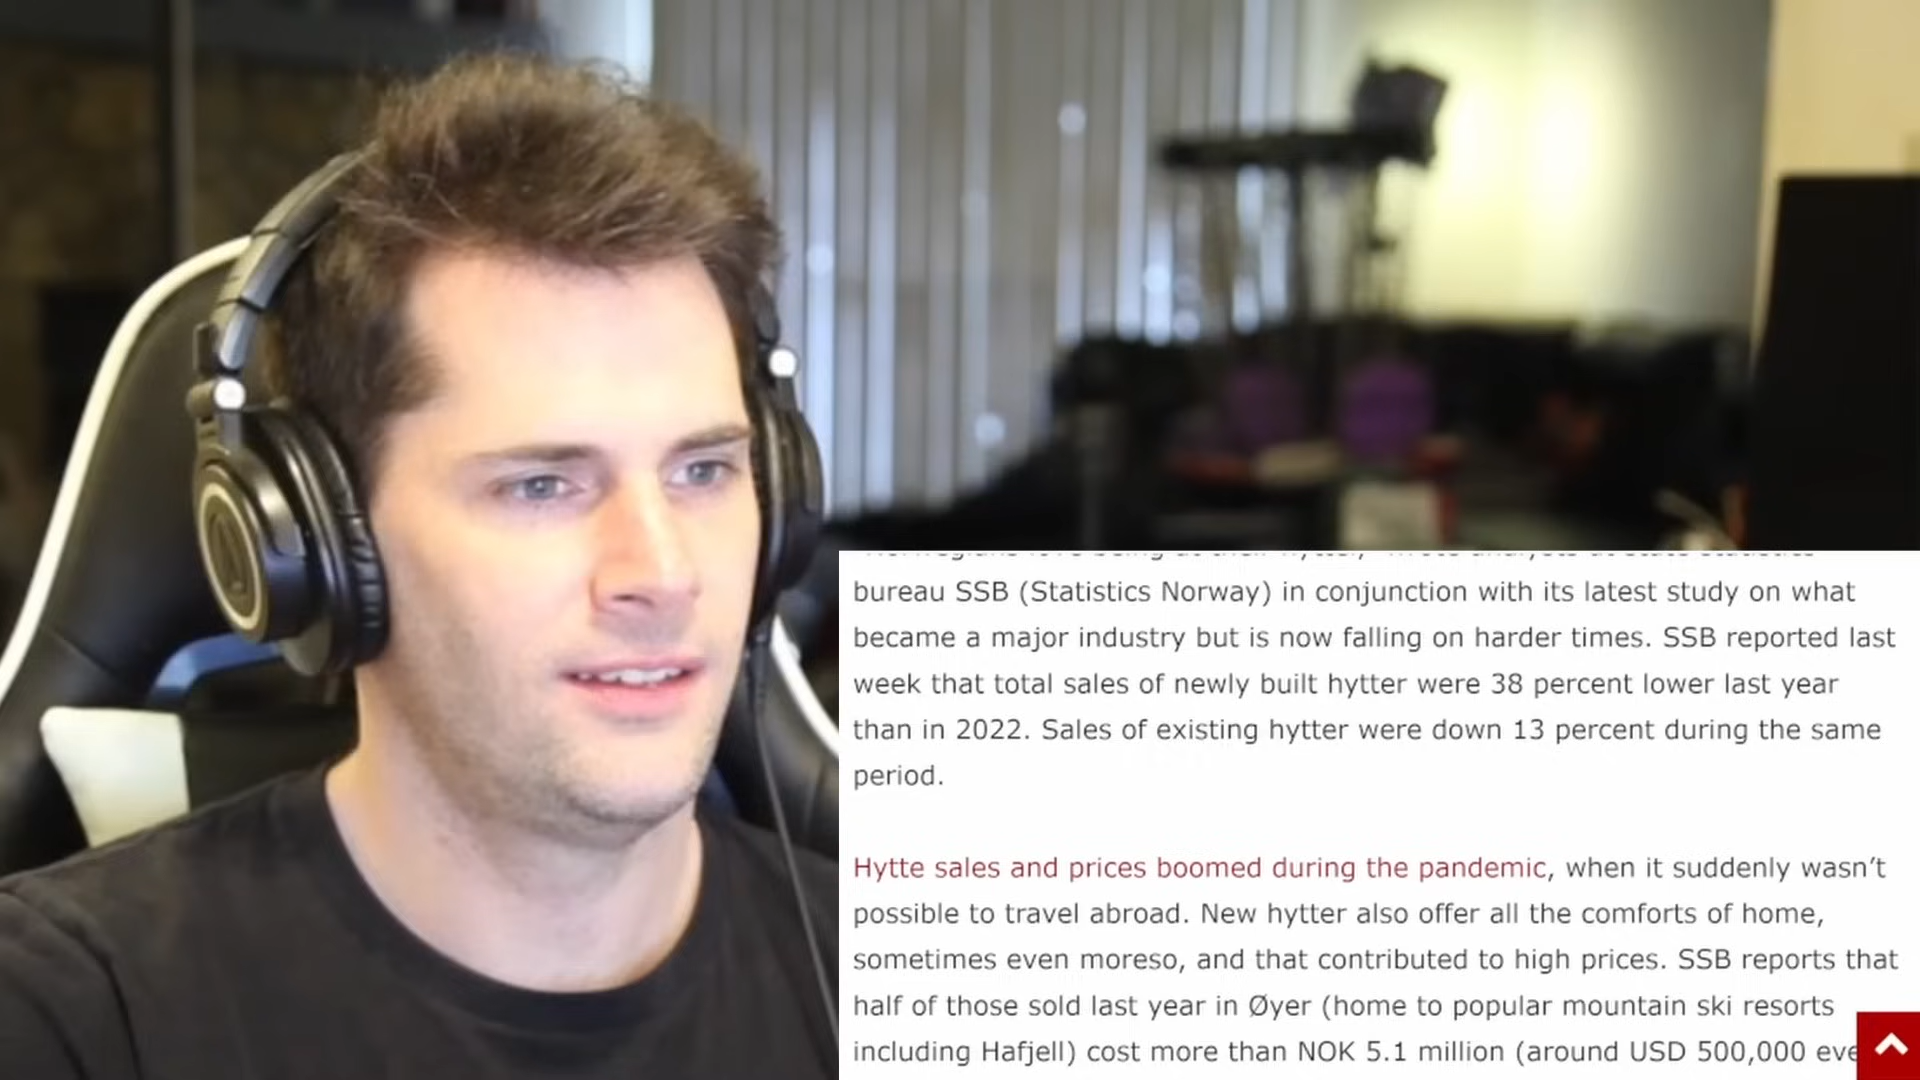 bureau SSB (Statistics Norway) in conjunction with its latest study on what
became a major industry but is now falling on harder times. SSB reported last
week that total sales of newly built hytter were 38 percent lower last year
than in 2022. Sales of existing hytter were down 13 percent during the same
period.
Hytte sales and prices boomed during the pandemic, when it suddenly wasn’t
possible to travel abroad. New hytter also offer all the comforts of home,
sometimes even moreso, and that contributed to high prices. SSB reports that
half of those sold last year in Øyer (home to popular mountain ski resorts
including Hafjell) cost more than NOK 5.1 million (around USD 500,000